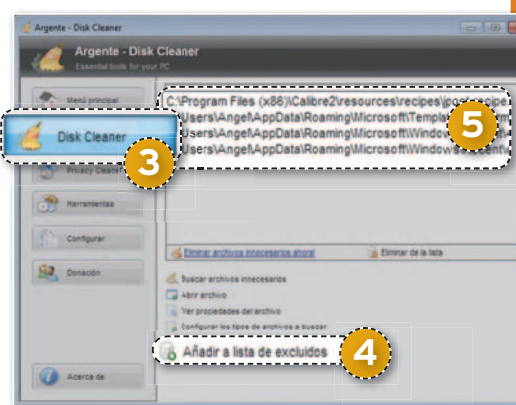 Argente - Disk Cleaner
Argente - Disk Cleaner
Essential tools for your PC
Menú principal
Disk Cleaner
3
Privacy Cleaner
Herramientas
Configurar
Donación
Acerca de
C:\Program Files (x86)\Calibre2\resources\recipes\
Users\Angel\AppData\Roaming\Microsoft\
Users\Angel\AppData\Roaming\Microsoft\
Users\Angel\AppData\Roaming\Microsoft\
5
Eliminar archivos innecesarios ahora!
Eliminar de la lista
Buscar archivos innecesarios
Abrir archivo
Ver propiedades del archivo
Configurar los tipos de archivos a buscar
Añadir a lista de excluidos
4